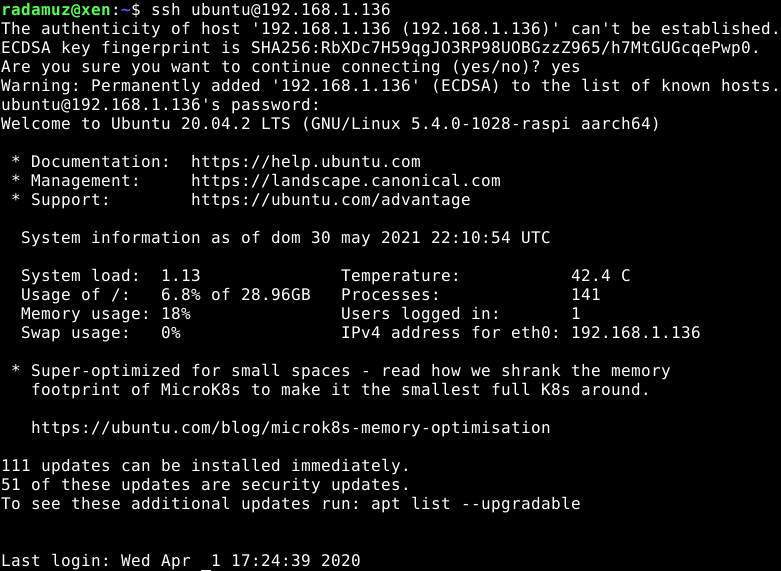 radamuz@xen:~$ ssh ubuntu@192.168.1.136
The authenticity of host '192.168.1.136 (192.168.1.136)' can't be established.
ECDSA key fingerprint is SHA256:RbXDc7H59qgJO3RP98UOBGzzZ965/h7MtGUGcqePwp0.
Are you sure you want to continue connecting (yes/no)? yes
Warning: Permanently added '192.168.1.136' (ECDSA) to the list of known hosts.
ubuntu@192.168.1.136's password:
Welcome to Ubuntu 20.04.2 LTS (GNU/Linux 5.4.0-1028-raspi aarch64)

 * Documentation:  https://help.ubuntu.com
 * Management:     https://landscape.canonical.com
 * Support:        https://ubuntu.com/advantage

  System information as of dom 30 may 2021 22:10:54 UTC

  System load:  1.13              Temperature:           42.4 C
  Usage of /:   6.8% of 28.96GB   Processes:             141
  Memory usage: 18%               Users logged in:       1
  Swap usage:   0%                IPv4 address for eth0: 192.168.1.136

 * Super-optimized for small spaces - read how we shrank the memory
   footprint of MicroK8s to make it the smallest full K8s around.

   https://ubuntu.com/blog/microk8s-memory-optimisation

111 updates can be installed immediately.
51 of these updates are security updates.
To see these additional updates run: apt list --upgradable


Last login: Wed Apr  1 17:24:39 2020